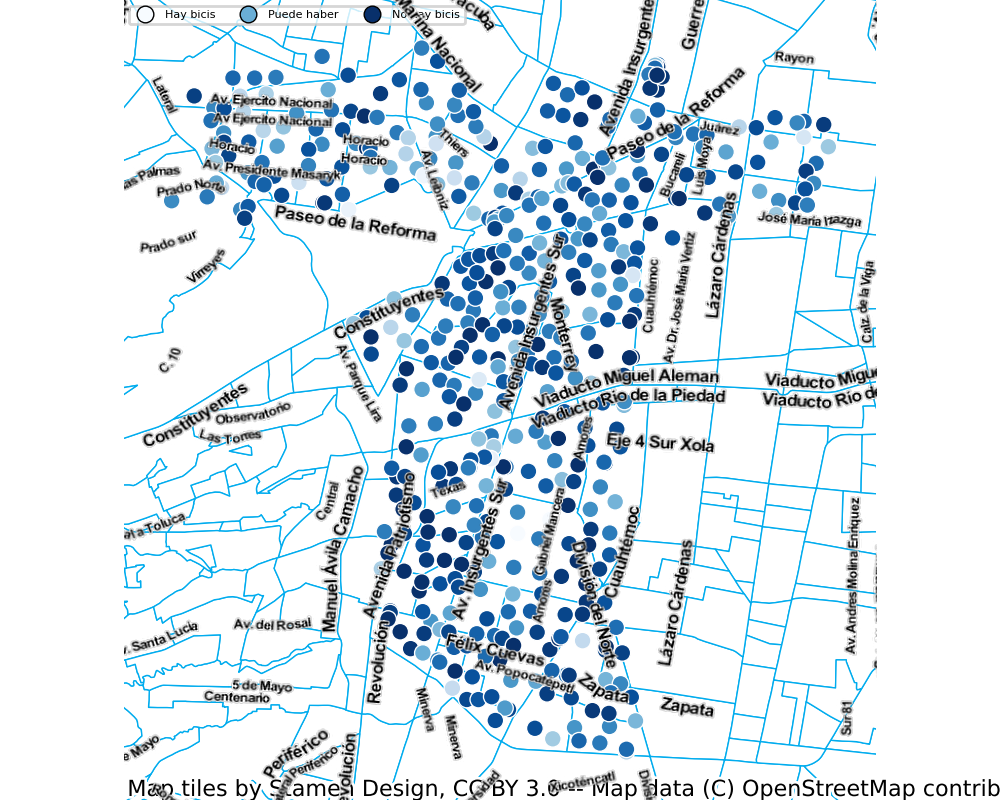 Hay bicis
Puede haber
No hay bicis
Marina Nacional
Avenida Insurgente
Guerre
Rayon
Lateral
Av. Ejercito Nacional
Av Ejercito Nacional
Paseo de la Reforma
Juárez
Horacio
Horacio
Horacio
Thiers
Av. Leibniz
Av. Presidente Masaryk
as Palmas
Prado Norte
Bucareli
Luis Moya
José María Izazga
Paseo de la Reforma
Prado sur
Virreyes
Lázaro Cárdenas
Cuauhtémoc
Av. Dr. José María Vertiz
Calz. de la Viga
Avenida Insurgentes Sur
Monterrey
Constituyentes
C. 10
Av. Parque Lira
Viaducto Miguel Aleman
Viaducto Rio de la Piedad
Viaducto Migue
Viaducto Rio de
Constituyentes
Observatorio
Las Torres
Amores
Eje 4 Sur Xola
Texas
Central
Manuel Ávila Camacho
Avenida Patriotismo
Av. Insurgentes Sur
Gabriel Mancera
Amores
División del Norte
Cuauhtémoc
Lázaro Cárdenas
Av. Andres Molina Enriquez
ta-Toluca
Av. Santa Lucia
Av. del Rosal
Revolución
Félix Cuevas
Av. Popocatepetl
Zapata
Zapata
5 de Mayo
Centenario
Minerva
Minerva
Sur 81
e Mayo
Periférico
Periferico
evolución
Xicoténcatl
Map tiles by Stamen Design, CC BY 3.0 -- Map data (C) OpenStreetMap contrib